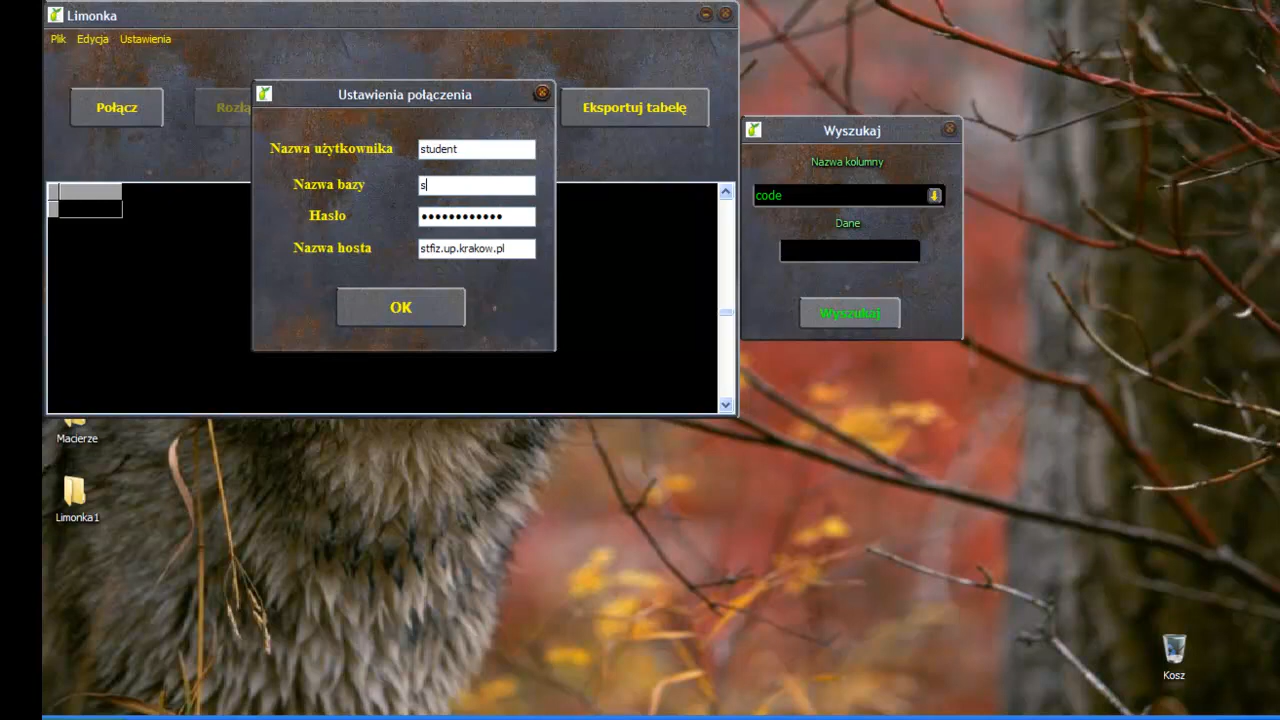 Limonka
Plik Edycja Ustawienia
Połącz
Eksportuj tabelę
Ustawienia połączenia
Nazwa użytkownika student
Nazwa bazy s
Hasło ••••••••••••
Nazwa hosta stfiz.up.krakow.pl
OK
Wyszukaj
Nazwa kolumny
code
Dane
Wyszukaj
Macierze
Limonka1
Kosz